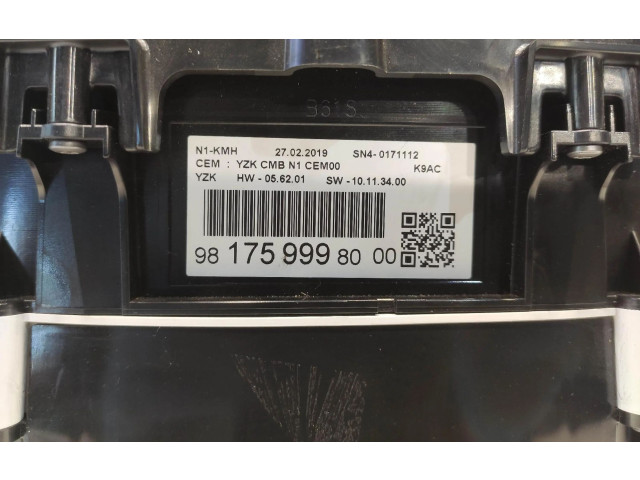 N1-KMH 27.02.2019 SN4-0171112
CEM : YZK CMB N1 CEM00 K9AC
YZK HW - 05.62.01 SW - 10.11.34.00
98 175 999 80 00